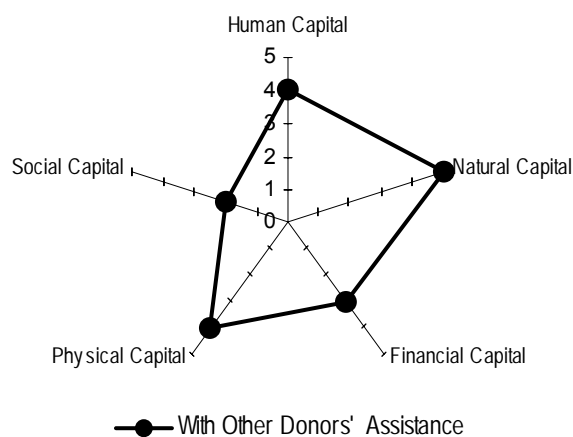 Human Capital
5
4
3
2
1
0
Social Capital
Natural Capital
Physical Capital
Financial Capital
With Other Donors' Assistance